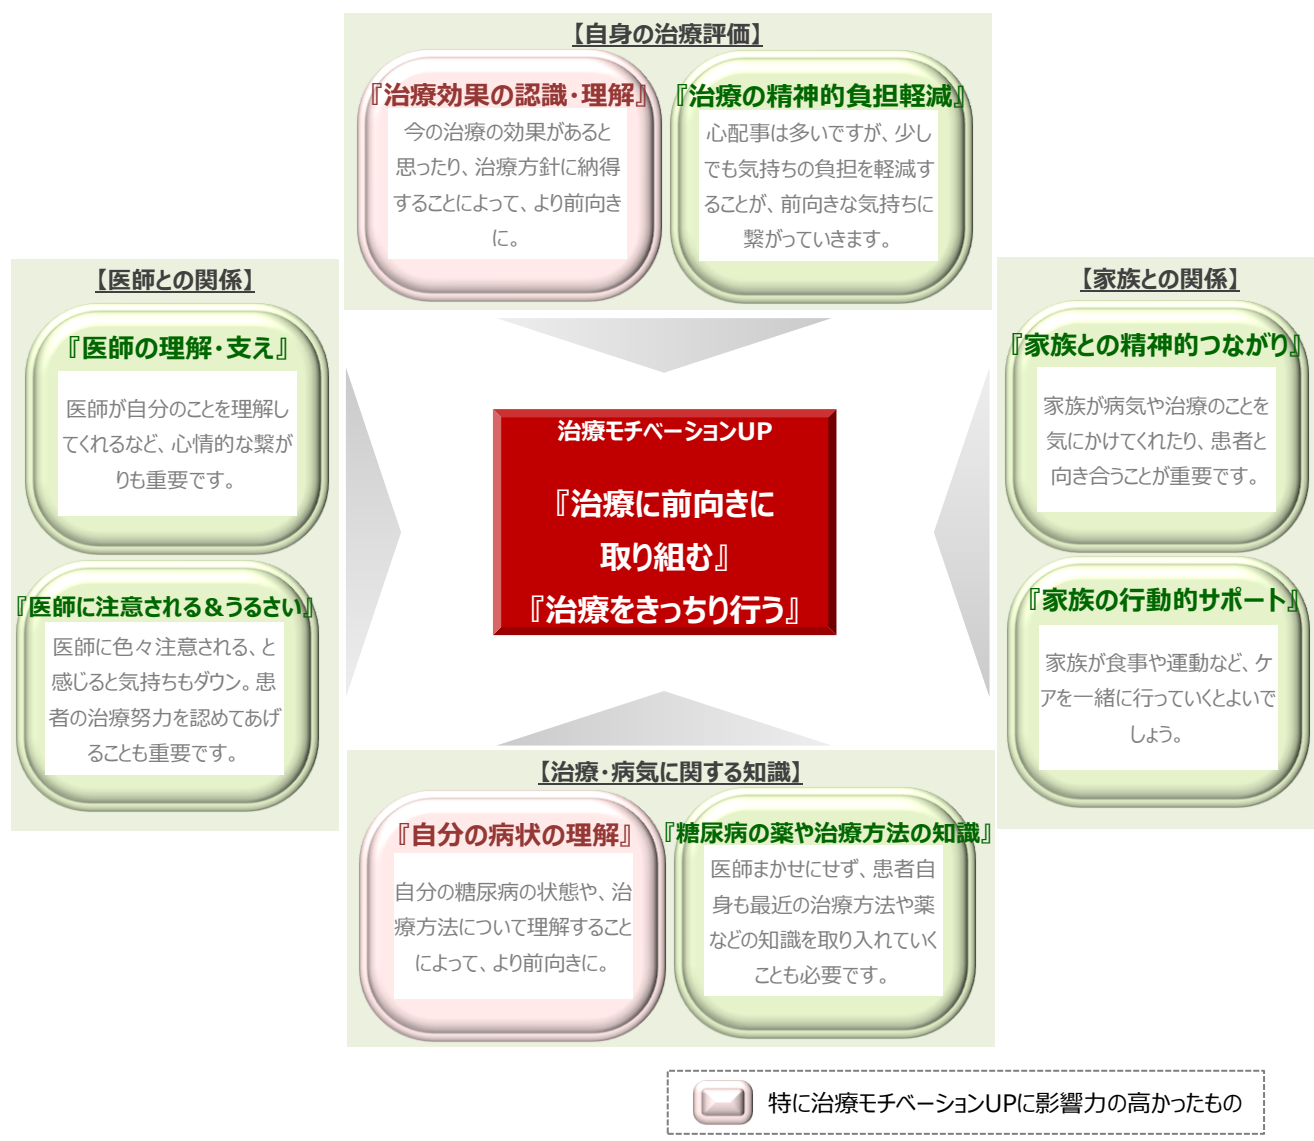 【自身の治療評価】
『治療効果の認識・理解』
今の治療の効果があると
思ったり、治療方針に納得
することによって、より前向き
に。
『治療の精神的負担軽減』
心配事は多いですが、少し
でも気持ちの負担を軽減す
ることが、前向きな気持ちに
繋がっていきます。
【医師との関係】
『医師の理解・支え』
医師が自分のことを理解し
てくれるなど、心情的な繋が
りも重要です。
『医師に注意される&うるさい』
医師に色々注意される、と
感じると気持ちもダウン。患
者の治療努力を認めてあげ
ることも重要です。
治療モチベーションUP
『治療に前向きに
取り組む』
『治療をきっちり行う』
【家族との関係】
『家族との精神的つながり』
家族が病気や治療のことを
気にかけてくれたり、患者と
向き合うことが重要です。
『家族の行動的サポート』
家族が食事や運動など、ケ
アを一緒に行っていくとよいで
しょう。
【治療・病気に関する知識】
『自分の病状の理解』
自分の糖尿病の状態や、治
療方法について理解すること
によって、より前向きに。
『糖尿病の薬や治療方法の知識』
医師まかせにせず、患者自
身も最近の治療方法や薬
などの知識を取り入れていく
ことも必要です。
特に治療モチベーションUPに影響力の高かったもの